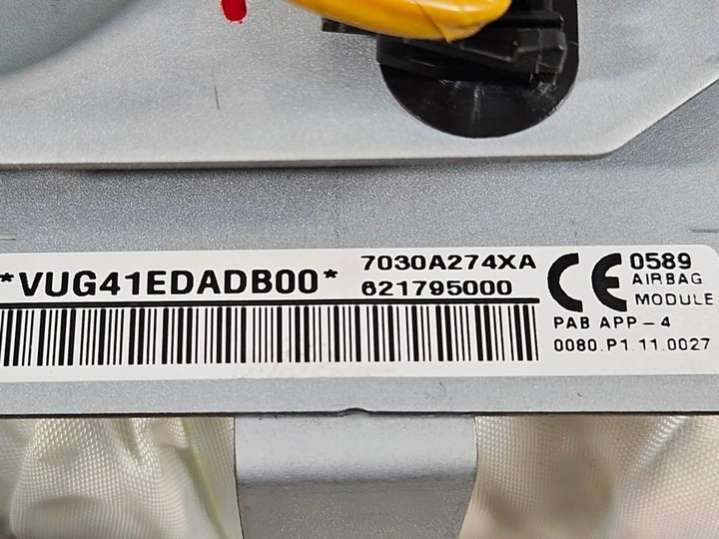 *VUG41EDADB00*
7030A274XA
621795000
CE 0589
AIRBAG
MODULE
PAB APP-4
0080.P1.11.0027